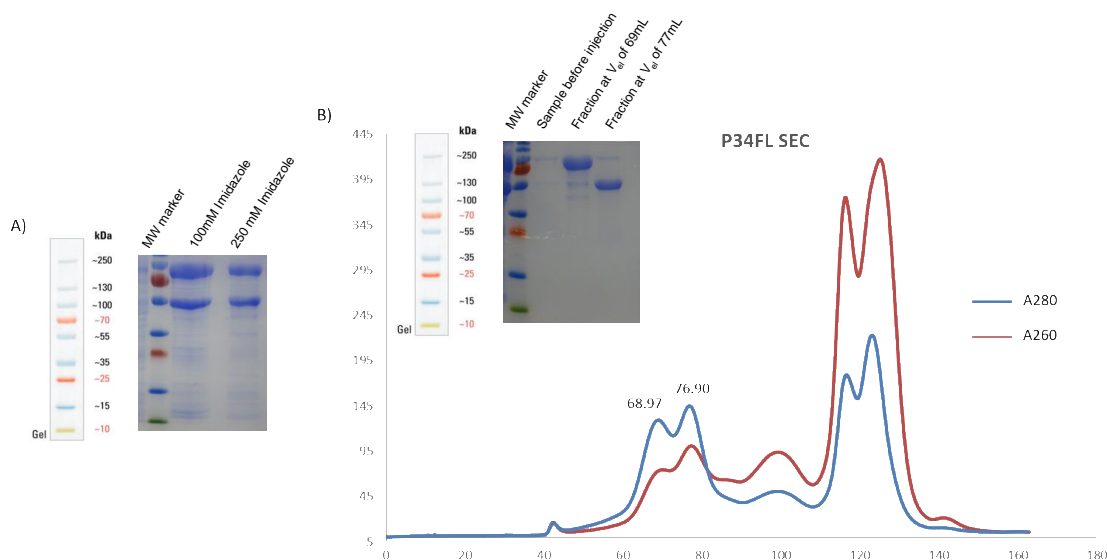 A)
kDa
~250
~130
~100
~70
~55
~35
~25
~15
~10
Gel
MW marker
100mM Imidazole
250 mM Imidazole
B)
kDa
~250
~130
~100
~70
~55
~35
~25
~15
~10
Gel
MW marker
Sample before injection
Fraction at Vel of 69mL
Fraction at Vel of 77mL
P34FL SEC
445
395
345
295
245
195
145
95
45
5
68.97
76.90
A280
A260
0
20
40
60
80
100
120
140
160
180